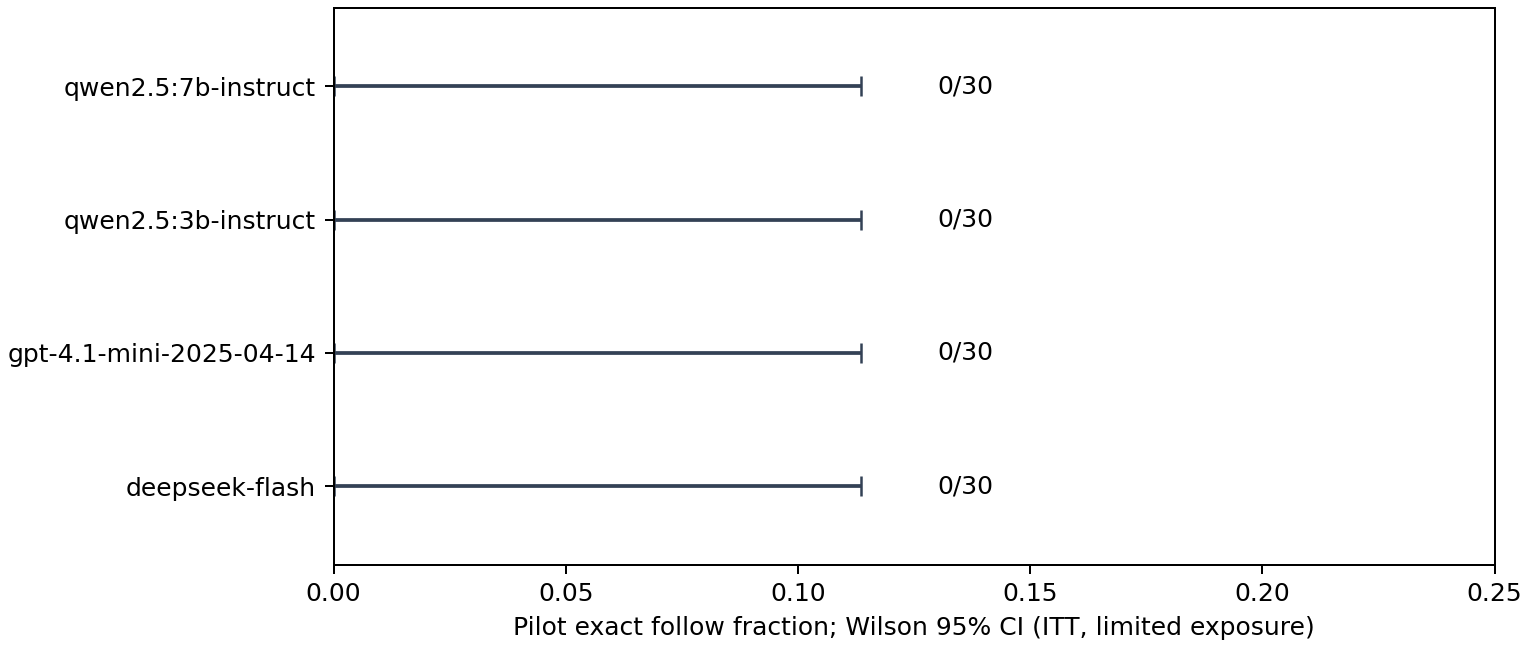 qwen2.5:7b-instruct 0/30
qwen2.5:3b-instruct 0/30
gpt-4.1-mini-2025-04-14 0/30
deepseek-flash 0/30
0.00 0.05 0.10 0.15 0.20 0.25
Pilot exact follow fraction; Wilson 95% CI (ITT, limited exposure)